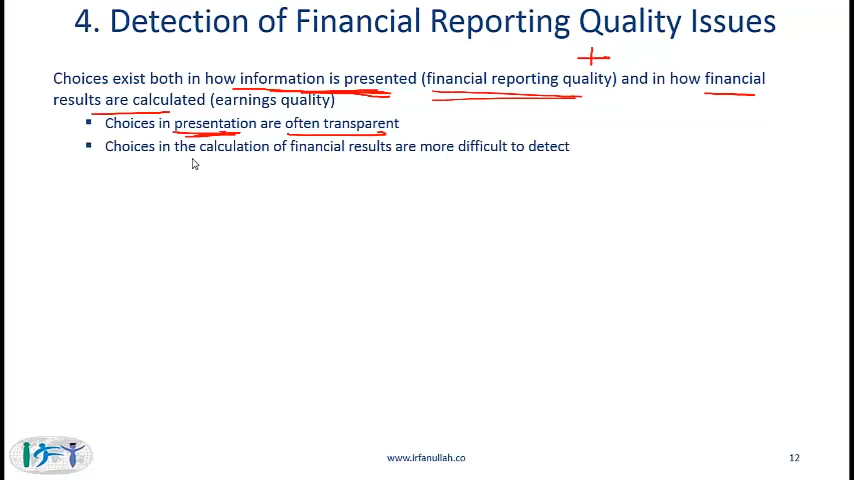 4. Detection of Financial Reporting Quality Issues
Choices exist both in how information is presented (financial reporting quality) and in how financial
results are calculated (earnings quality)
▪ Choices in presentation are often transparent
▪ Choices in the calculation of financial results are more difficult to detect
IFT
www.irfanullah.co
12